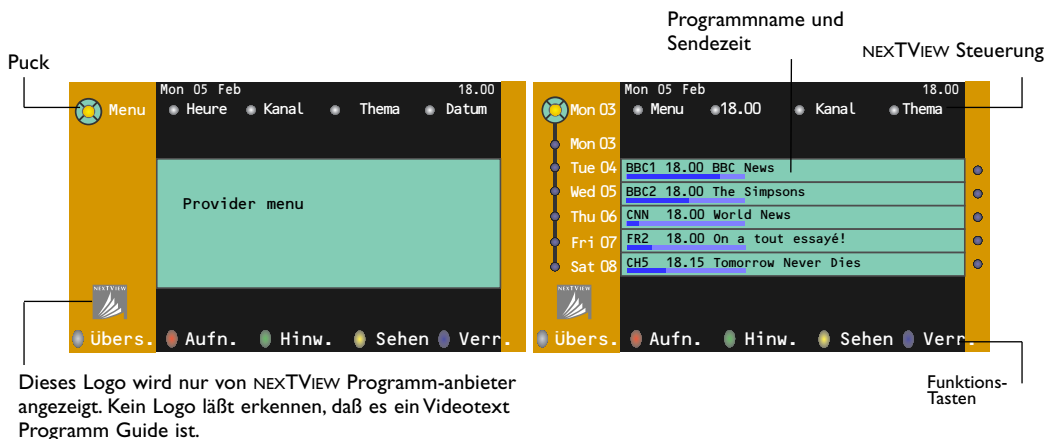 Programmname und
Sendezeit
NEXTVIEW Steuerung
Puck
Mon 05 Feb 18.00
Menu Heure Kanal Thema Datum
Provider menu
NEXTVIEW
Übers. Aufn. Hinw. Sehen Verr.
Mon 05 Feb 18.00
Mon 03 Menu 18.00 Kanal Thema
Mon 03
Tue 04 BBC1 18.00 BBC News
Wed 05 BBC2 18.00 The Simpsons
Thu 06 CNN 18.00 World News
Fri 07 FR2 18.00 On a tout essayé!
Sat 08 CH5 18.15 Tomorrow Never Dies
NEXTVIEW
Übers. Aufn. Hinw. Sehen Verr.
Dieses Logo wird nur von NEXTVIEW Programm-anbieter
angezeigt. Kein Logo läßt erkennen, daß es ein Videotext
Programm Guide ist.
Funktions-
Tasten